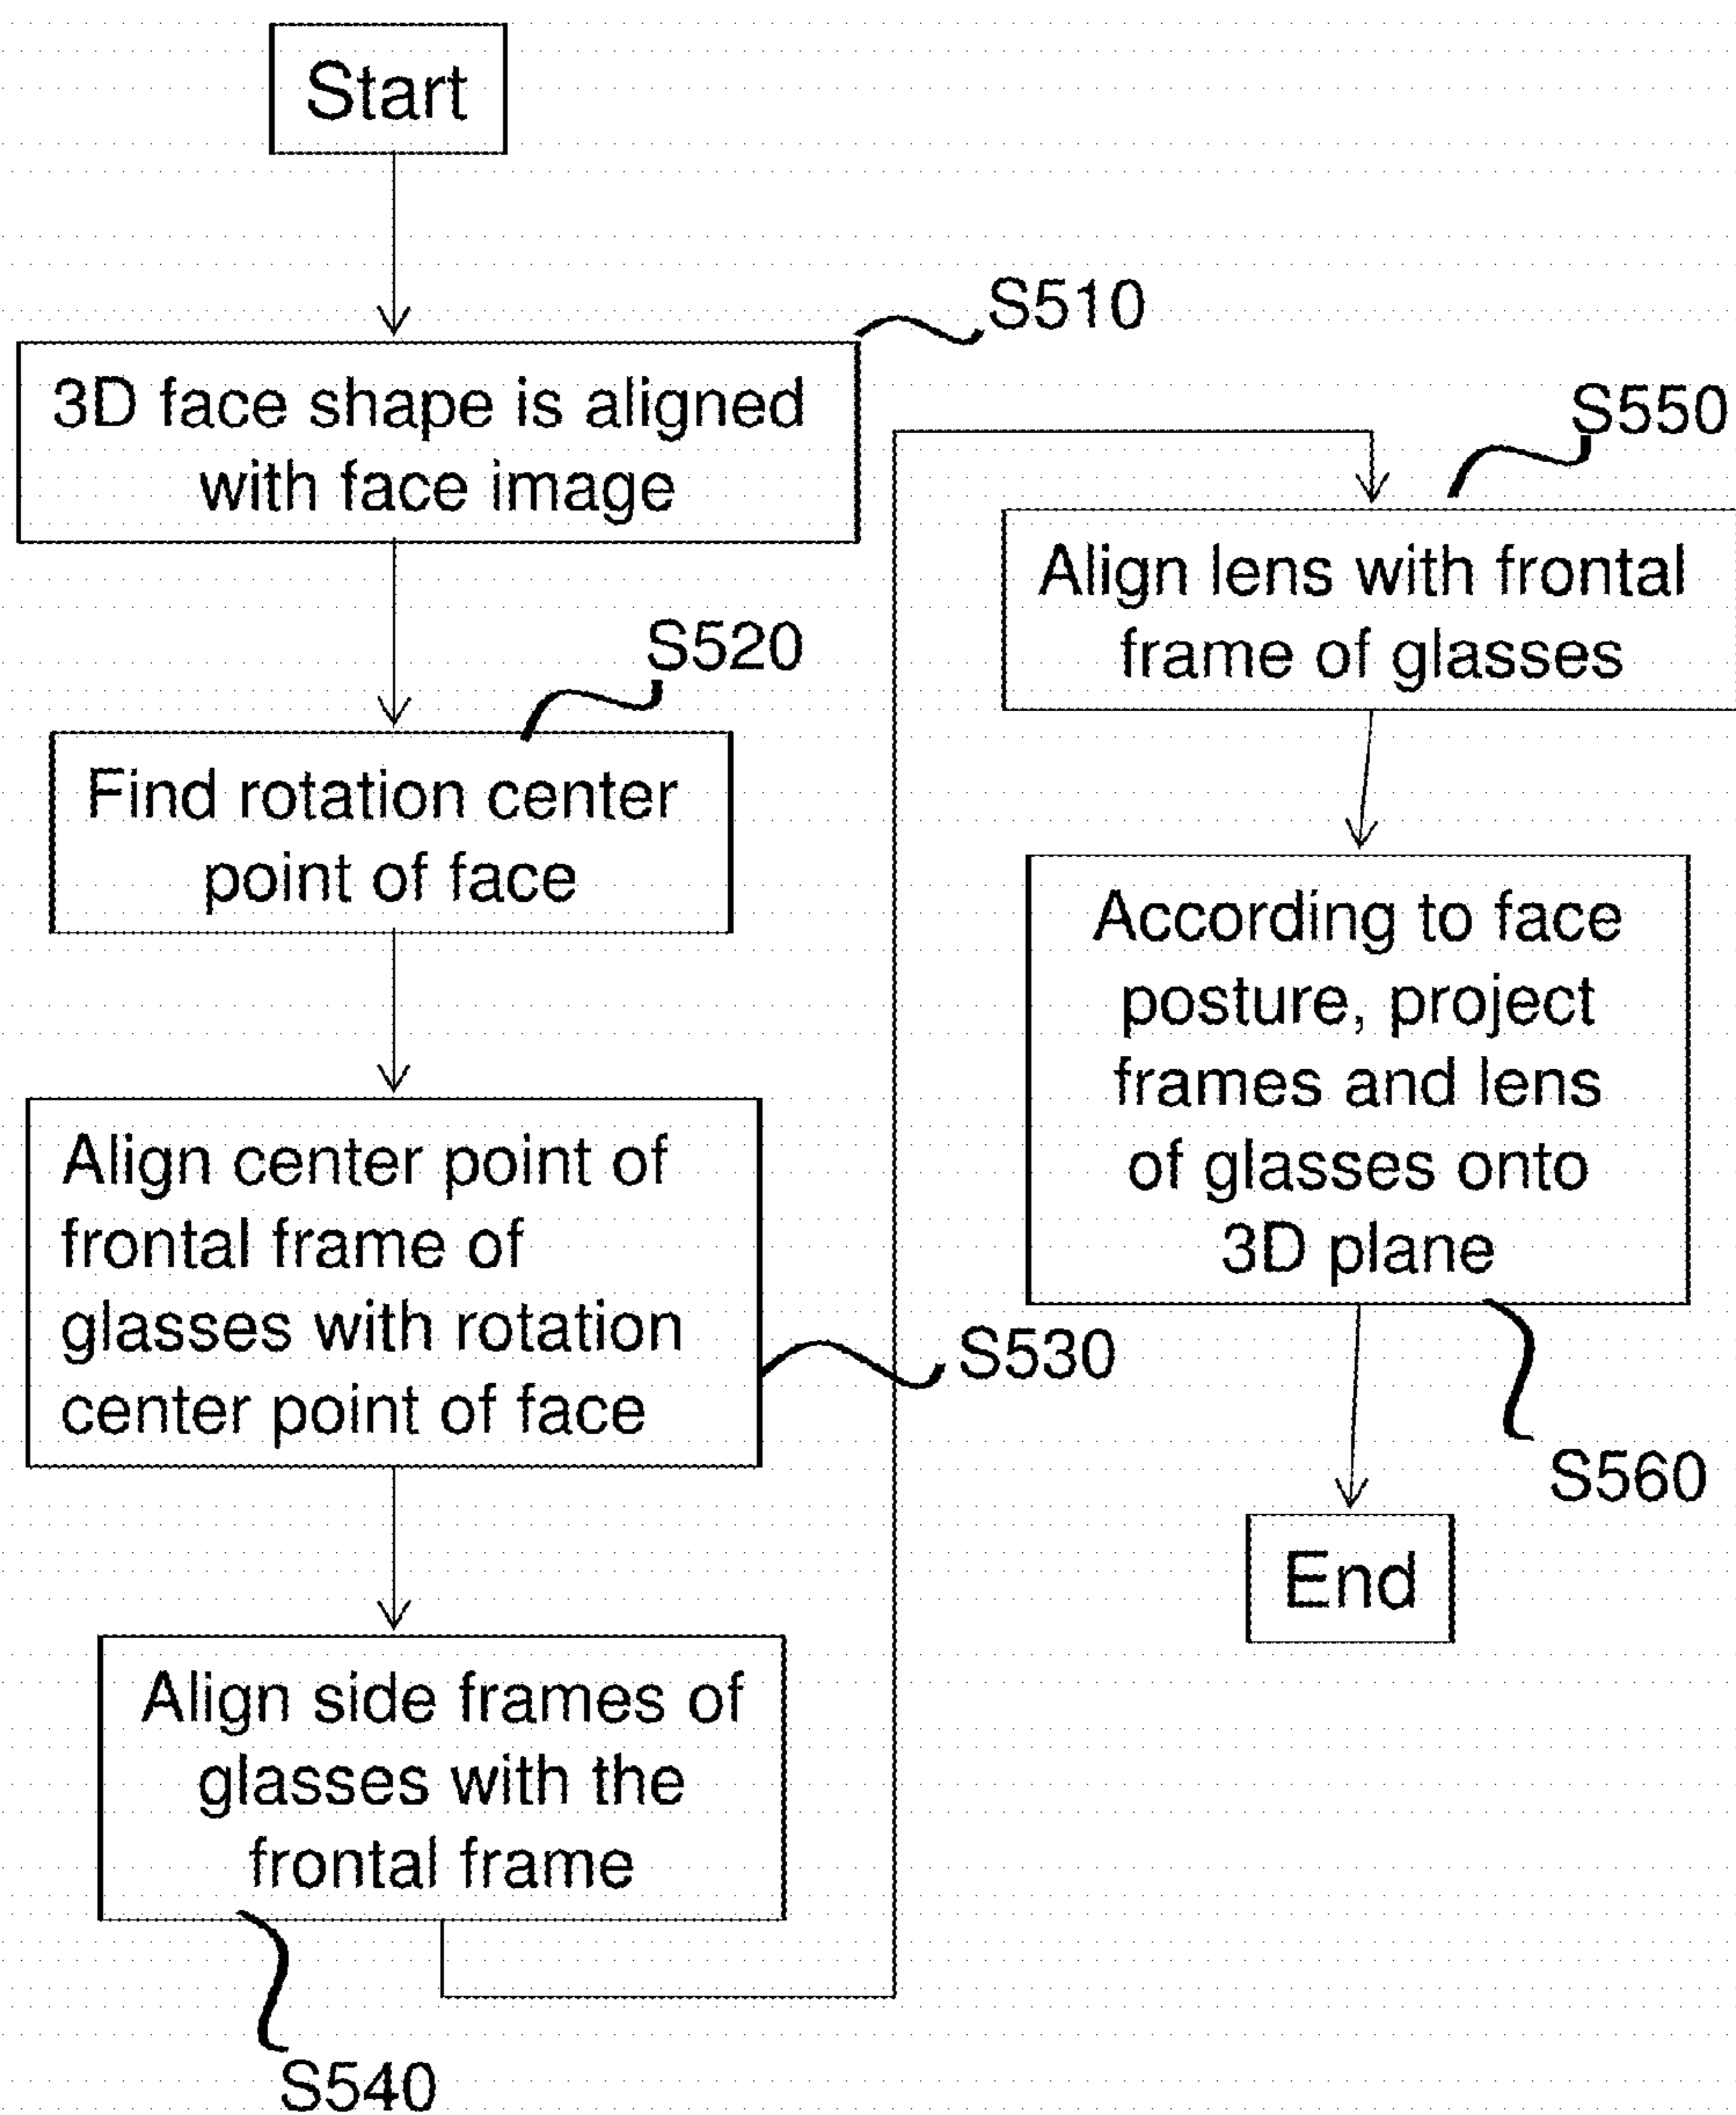 Start
S510
3D face shape is aligned
with face image
S520
Find rotation center
point of face
Align center point of
frontal frame of
glasses with rotation
center point of face
S530
Align side frames of
glasses with the
frontal frame
S540
S550
Align lens with frontal
frame of glasses
According to face
posture, project
frames and lens
of glasses onto
3D plane
S560
End